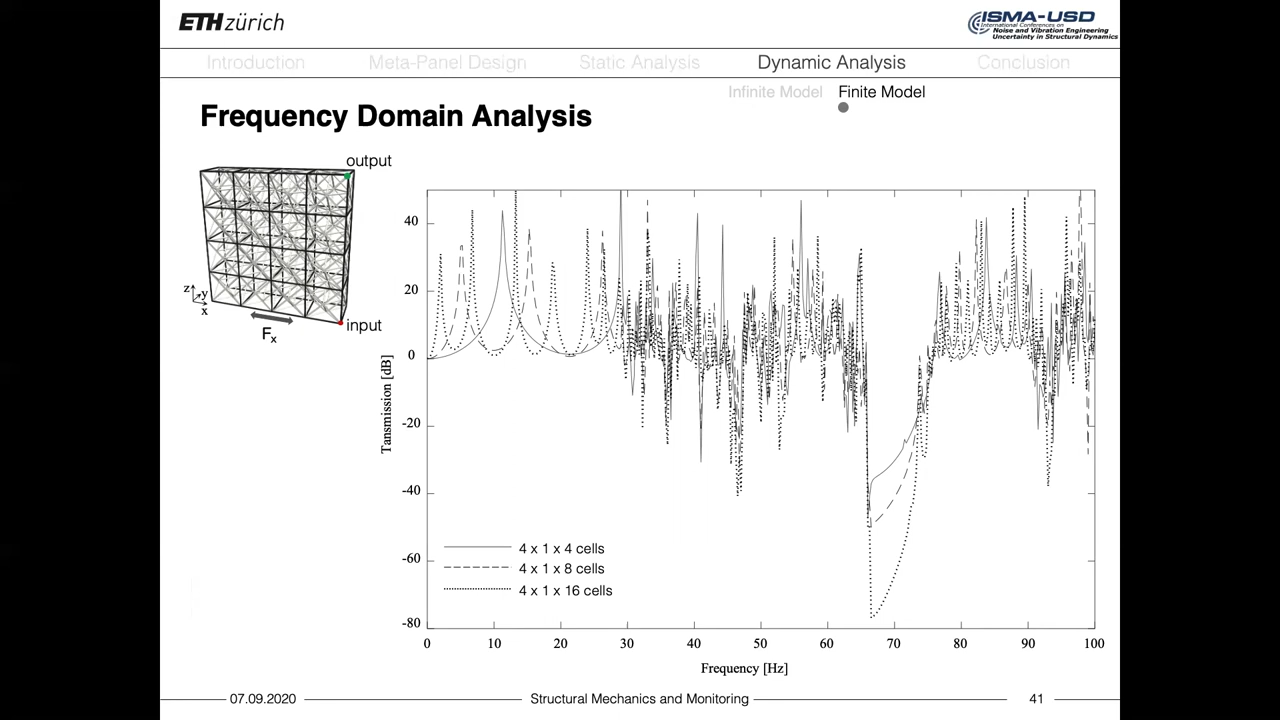 ETH zürich
ISMA-USD
International Conferences on
Noise and Vibration Engineering
Uncertainty in Structural Dynamics
Introduction Meta-Panel Design Static Analysis Dynamic Analysis Conclusion
Infinite Model Finite Model
Frequency Domain Analysis
output
z y x
Fx
input
Tansmission [dB]
40
20
0
-20
-40
-60
-80
4 x 1 x 4 cells
4 x 1 x 8 cells
4 x 1 x 16 cells
0 10 20 30 40 50 60 70 80 90 100
Frequency [Hz]
07.09.2020 Structural Mechanics and Monitoring 41